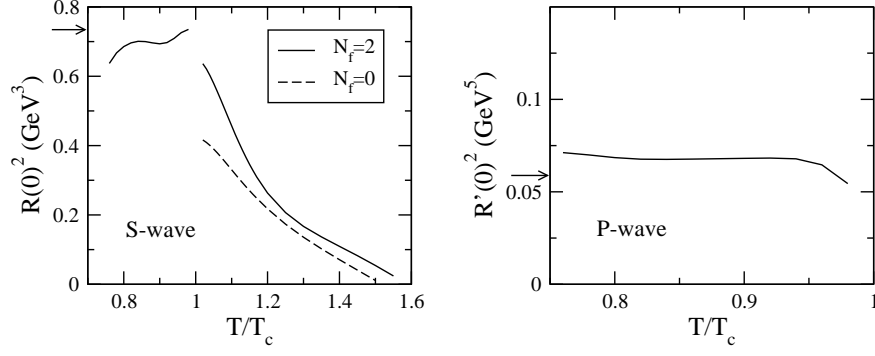 0.8
0.6
0.4
0.2
0
R(0)² (GeV³)
N_f=2
N_f=0
S-wave
0.8 1 1.2 1.4 1.6
T/T_c
0.1
0.05
0
R'(0)² (GeV⁵)
P-wave
0.8 0.9 1
T/T_c